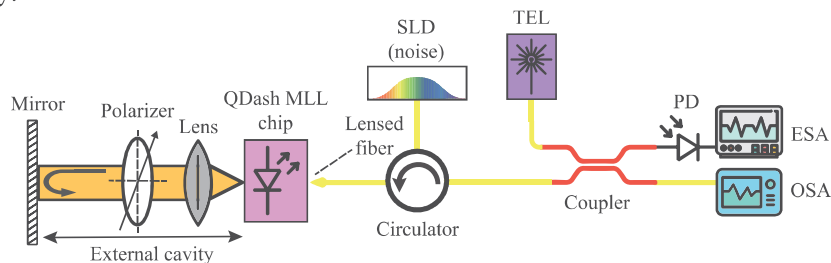 y.
SLD
(noise)
TEL
Mirror
Polarizer
Lens
QDash MLL
chip
Lensed
fiber
PD
ESA
OSA
Coupler
Circulator
External cavity